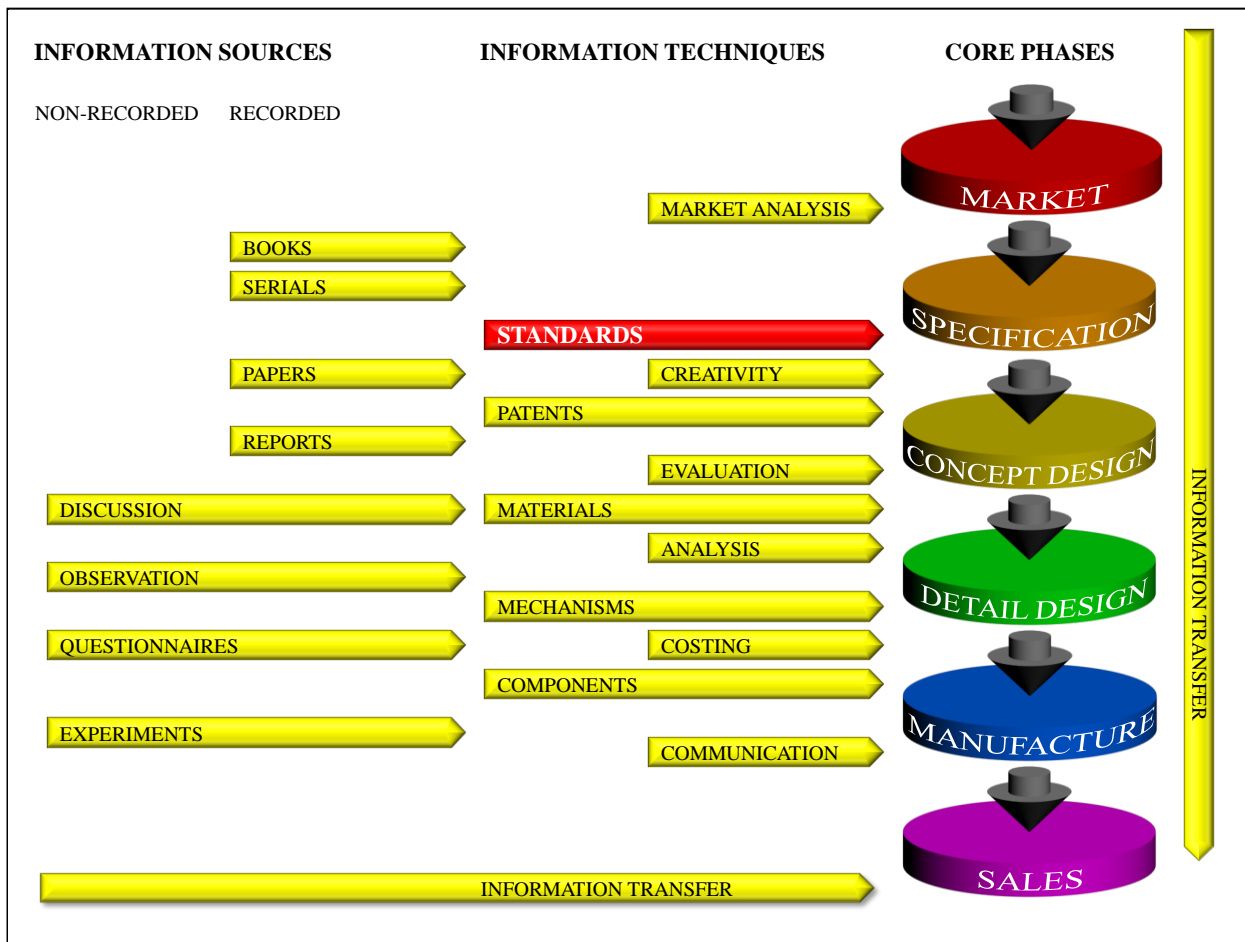 INFORMATION SOURCES
INFORMATION TECHNIQUES
CORE PHASES
NON-RECORDED
RECORDED
MARKET
MARKET ANALYSIS
BOOKS
SERIALS
SPECIFICATION
STANDARDS
PAPERS
CREATIVITY
PATENTS
REPORTS
CONCEPT DESIGN
EVALUATION
DISCUSSION
MATERIALS
ANALYSIS
OBSERVATION
DETAIL DESIGN
MECHANISMS
QUESTIONNAIRES
COSTING
COMPONENTS
EXPERIMENTS
MANUFACTURE
COMMUNICATION
SALES
INFORMATION TRANSFER
INFORMATION TRANSFER